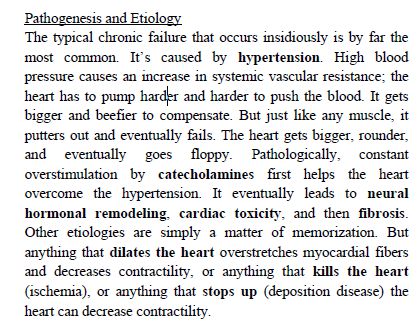 Pathogenesis and Etiology
The typical chronic failure that occurs insidiously is by far the
most common. It's caused by hypertension. High blood
pressure causes an increase in systemic vascular resistance; the
heart has to pump harder and harder to push the blood. It gets
bigger and beefier to compensate. But just like any muscle, it
putters out and eventually fails. The heart gets bigger, rounder,
and eventually goes floppy. Pathologically, constant
overstimulation by catecholamines first helps the heart
overcome the hypertension. It eventually leads to neural
hormonal remodeling, cardiac toxicity, and then fibrosis.
Other etiologies are simply a matter of memorization. But
anything that dilates the heart overstretches myocardial fibers
and decreases contractility, or anything that kills the heart
(ischemia), or anything that stops up (deposition disease) the
heart can decrease contractility.